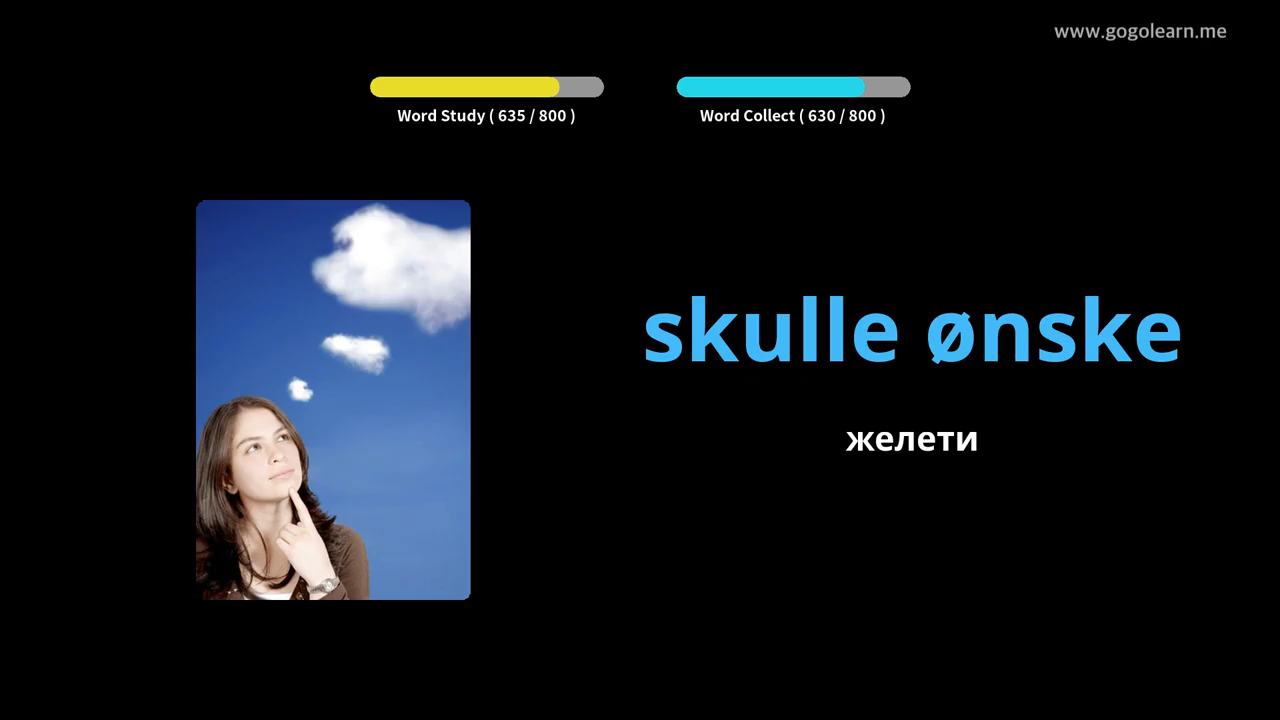 www.gogolearn.me
Word Study ( 635 / 800 )
Word Collect ( 630 / 800 )
skulle ønske
желети